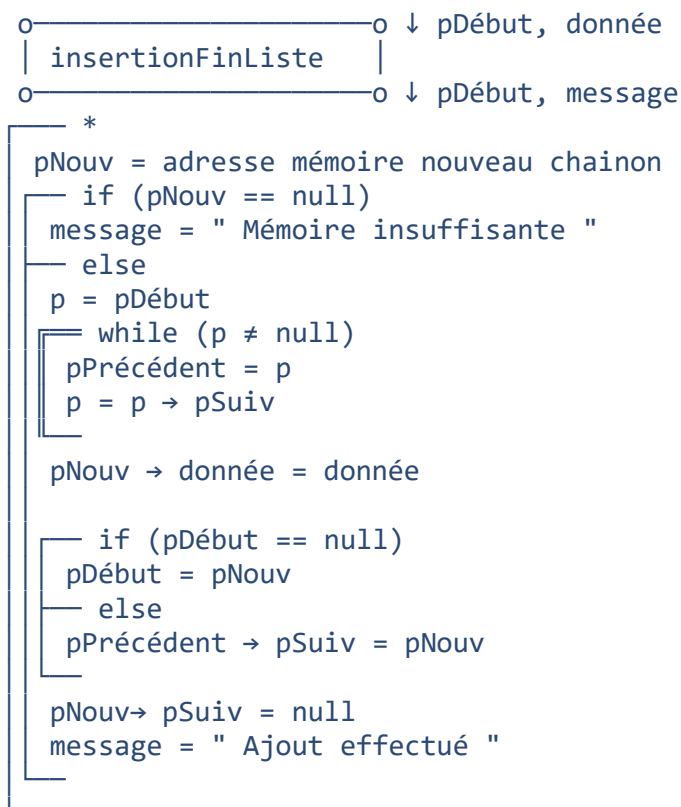 o─────────────────────o ↓ pDébut, donnée
│ insertionFinListe   │
o─────────────────────o ↓ pDébut, message
┌─── *
│ pNouv = adresse mémoire nouveau chainon
│┌── if (pNouv == null)
││ message = " Mémoire insuffisante "
│├── else
││ p = pDébut
││╔══ while (p ≠ null)
││║ pPrécédent = p
││║ p = p → pSuiv
││╙──
││ pNouv → donnée = donnée
││┌── if (pDébut == null)
│││ pDébut = pNouv
││├── else
│││ pPrécédent → pSuiv = pNouv
││└──
││ pNouv→ pSuiv = null
││ message = " Ajout effectué "
│└──